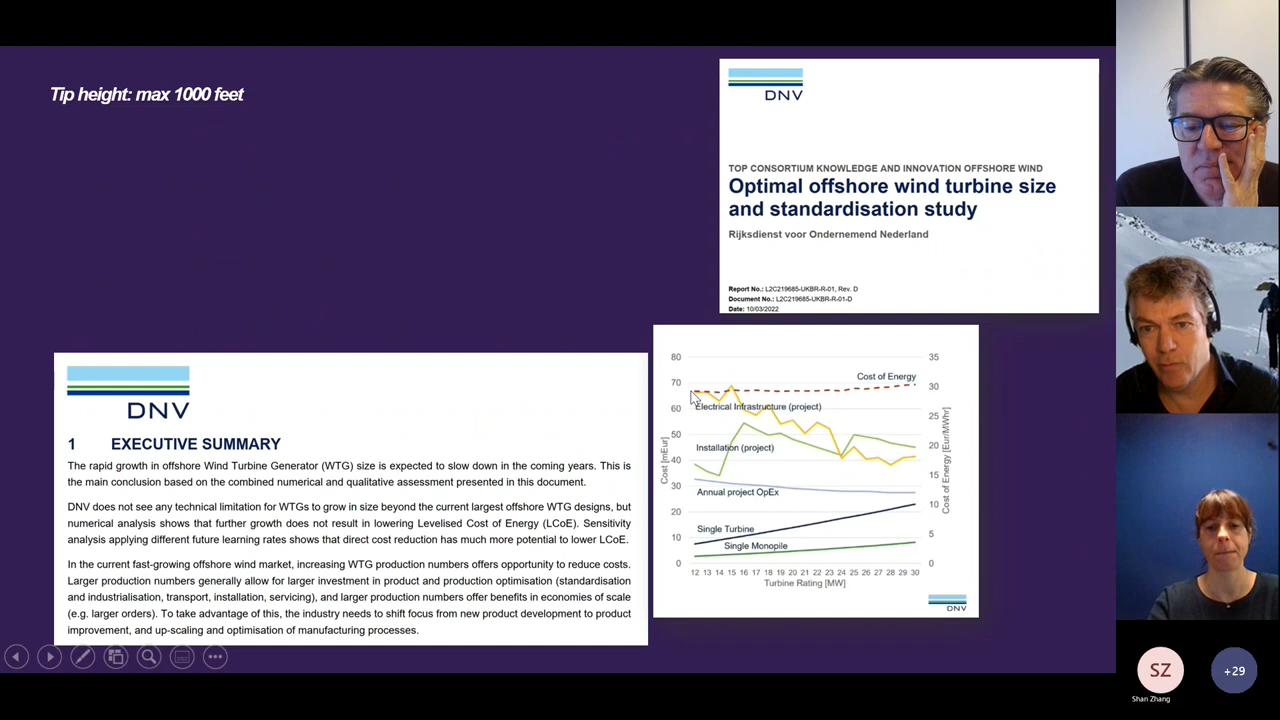 Tip height: max 1000 feet
DNV
TOP CONSORTIUM KNOWLEDGE AND INNOVATION OFFSHORE WIND
Optimal offshore wind turbine size
and standardisation study
Rijksdienst voor Ondernemend Nederland
Report No.: L2C219685-UKBR-R-01, Rev. D
Document No.: L2C219685-UKBR-R-01-D
Date: 10/03/2022
DNV
1 EXECUTIVE SUMMARY
The rapid growth in offshore Wind Turbine Generator (WTG) size is expected to slow down in the coming years. This is
the main conclusion based on the combined numerical and qualitative assessment presented in this document.
DNV does not see any technical limitation for WTGs to grow in size beyond the current largest offshore WTG designs, but
numerical analysis shows that further growth does not result in lowering Levelised Cost of Energy (LCoE). Sensitivity
analysis applying different future learning rates shows that direct cost reduction has much more potential to lower LCoE.
In the current fast-growing offshore wind market, increasing WTG production numbers offers opportunity to reduce costs.
Larger production numbers generally allow for larger investment in product and production optimisation (standardisation
and industrialisation, transport, installation, servicing), and larger production numbers offer benefits in economies of scale
(e.g. larger orders). To take advantage of this, the industry needs to shift focus from new product development to product
improvement, and up-scaling and optimisation of manufacturing processes.
80
70
60
50
40
30
20
10
0
Cost [mEur]
Cost of Energy
Electrical Infrastructure (project)
Installation (project)
Annual project OpEx
Single Turbine
Single Monopile
35
30
25
20
15
10
5
0
Cost of Energy [Eur/MWhr]
12 13 14 15 16 17 18 19 20 21 22 23 24 25 26 27 28 29 30
Turbine Rating [MW]
DNV
SZ
Shan Zhang
+29